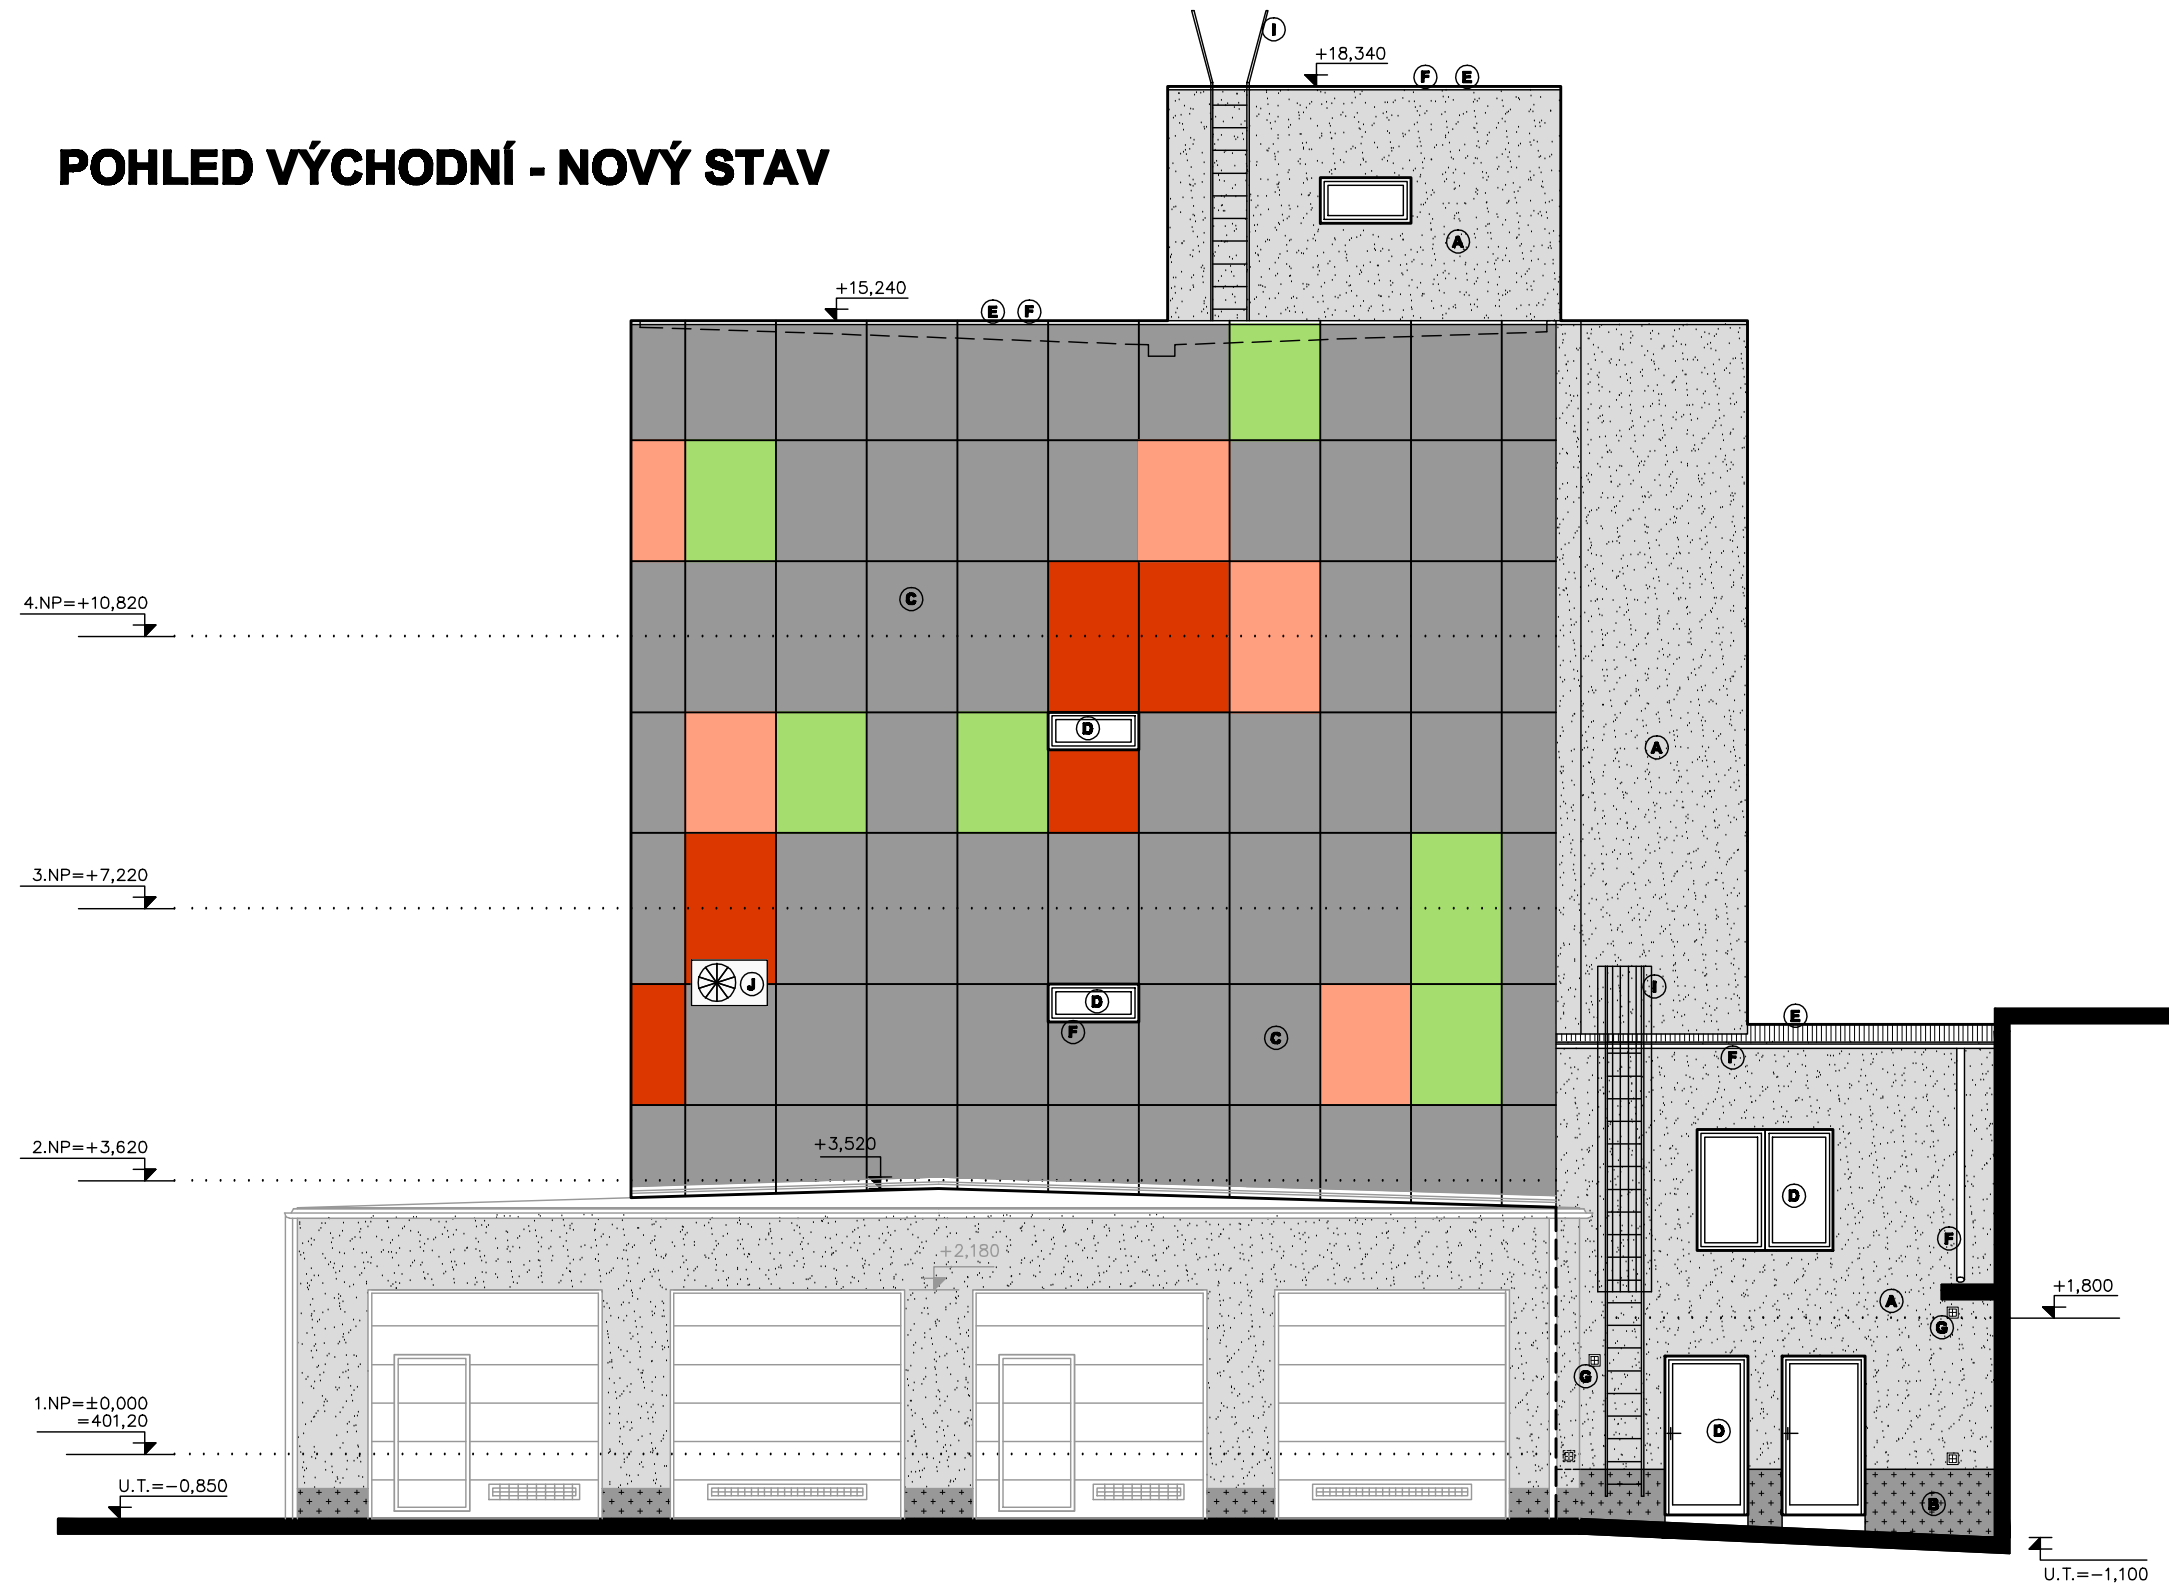 I
+18,340
F E
POHLED VÝCHODNÍ - NOVÝ STAV
A
+15,240
E F
4.NP=+10,820
C
D
A
3.NP=+7,220
J
I
D
F
C
E
F
2.NP=+3,620
+3,520
D
F
+2,180
+1,800
A
G
G
1.NP=±0,000
=401,20
D
U.T.=−0,850
B
U.T.=−1,100